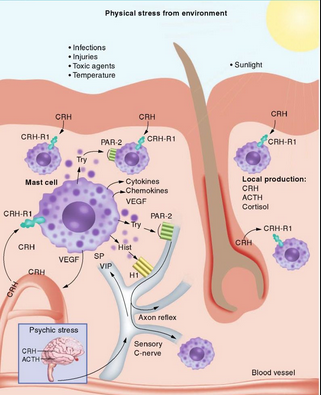 Physical stress from environment
• Infections
• Injuries
• Toxic agents
• Temperature
• Sunlight
CRH
CRH
CRH
CRH-R1
PAR-2
CRH-R1
CRH-R1
Try
Mast cell
Cytokines
Chemokines
VEGF
Local production:
CRH
ACTH
Cortisol
CRH-R1
Try
PAR-2
CRH-R1
CRH
CRH
Hist
VEGF
SP
VIP
H1
CRH
CRH
Axon reflex
Psychic stress
CRH
ACTH
Sensory
C-nerve
Blood vessel